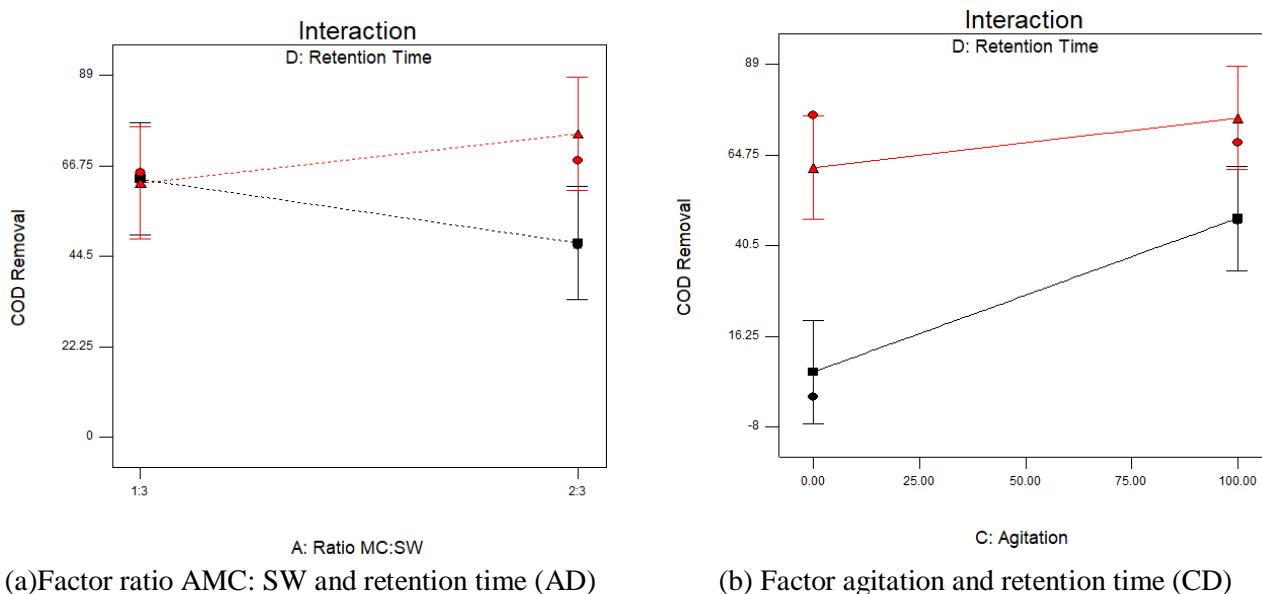 Interaction
D: Retention Time
89
66.75
44.5
22.25
0
COD Removal
1:3
2:3
A: Ratio MC:SW
(a)Factor ratio AMC: SW and retention time (AD)
Interaction
D: Retention Time
89
64.75
40.5
16.25
-8
COD Removal
0.00 25.00 50.00 75.00 100.00
C: Agitation
(b) Factor agitation and retention time (CD)